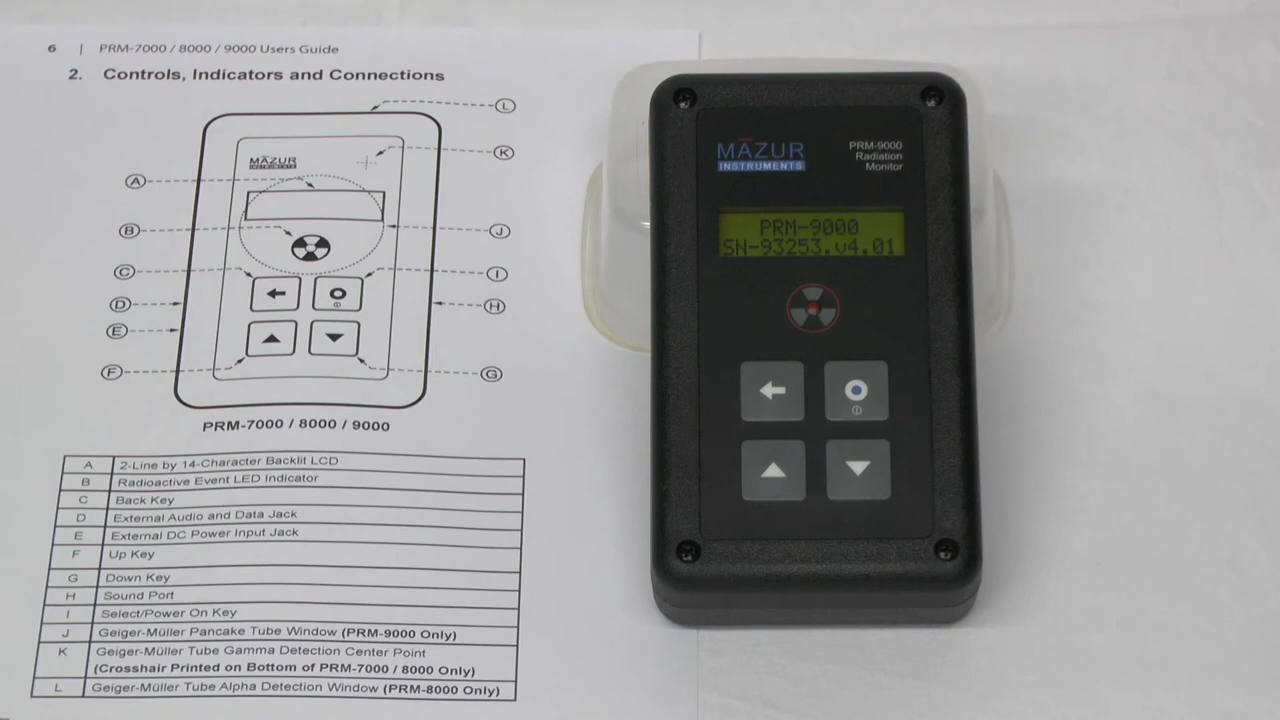 6 | PRM-7000 / 8000 / 9000 Users Guide
2. Controls, Indicators and Connections
L
K
MAZUR
INSTRUMENTS
A
B
J
C
I
D
H
E
F
G
PRM-7000 / 8000 / 9000
A 2-Line by 14-Character Backlit LCD
B Radioactive Event LED Indicator
C Back Key
D External Audio and Data Jack
E External DC Power Input Jack
F Up Key
G Down Key
H Sound Port
I Select/Power On Key
J Geiger-Müller Pancake Tube Window (PRM-9000 Only)
K Geiger-Müller Tube Gamma Detection Center Point
(Crosshair Printed on Bottom of PRM-7000 / 8000 Only)
L Geiger-Müller Tube Alpha Detection Window (PRM-8000 Only)
MAZUR
INSTRUMENTS
PRM-9000
Radiation
Monitor
PRM-9000
SN-93253.v4.01